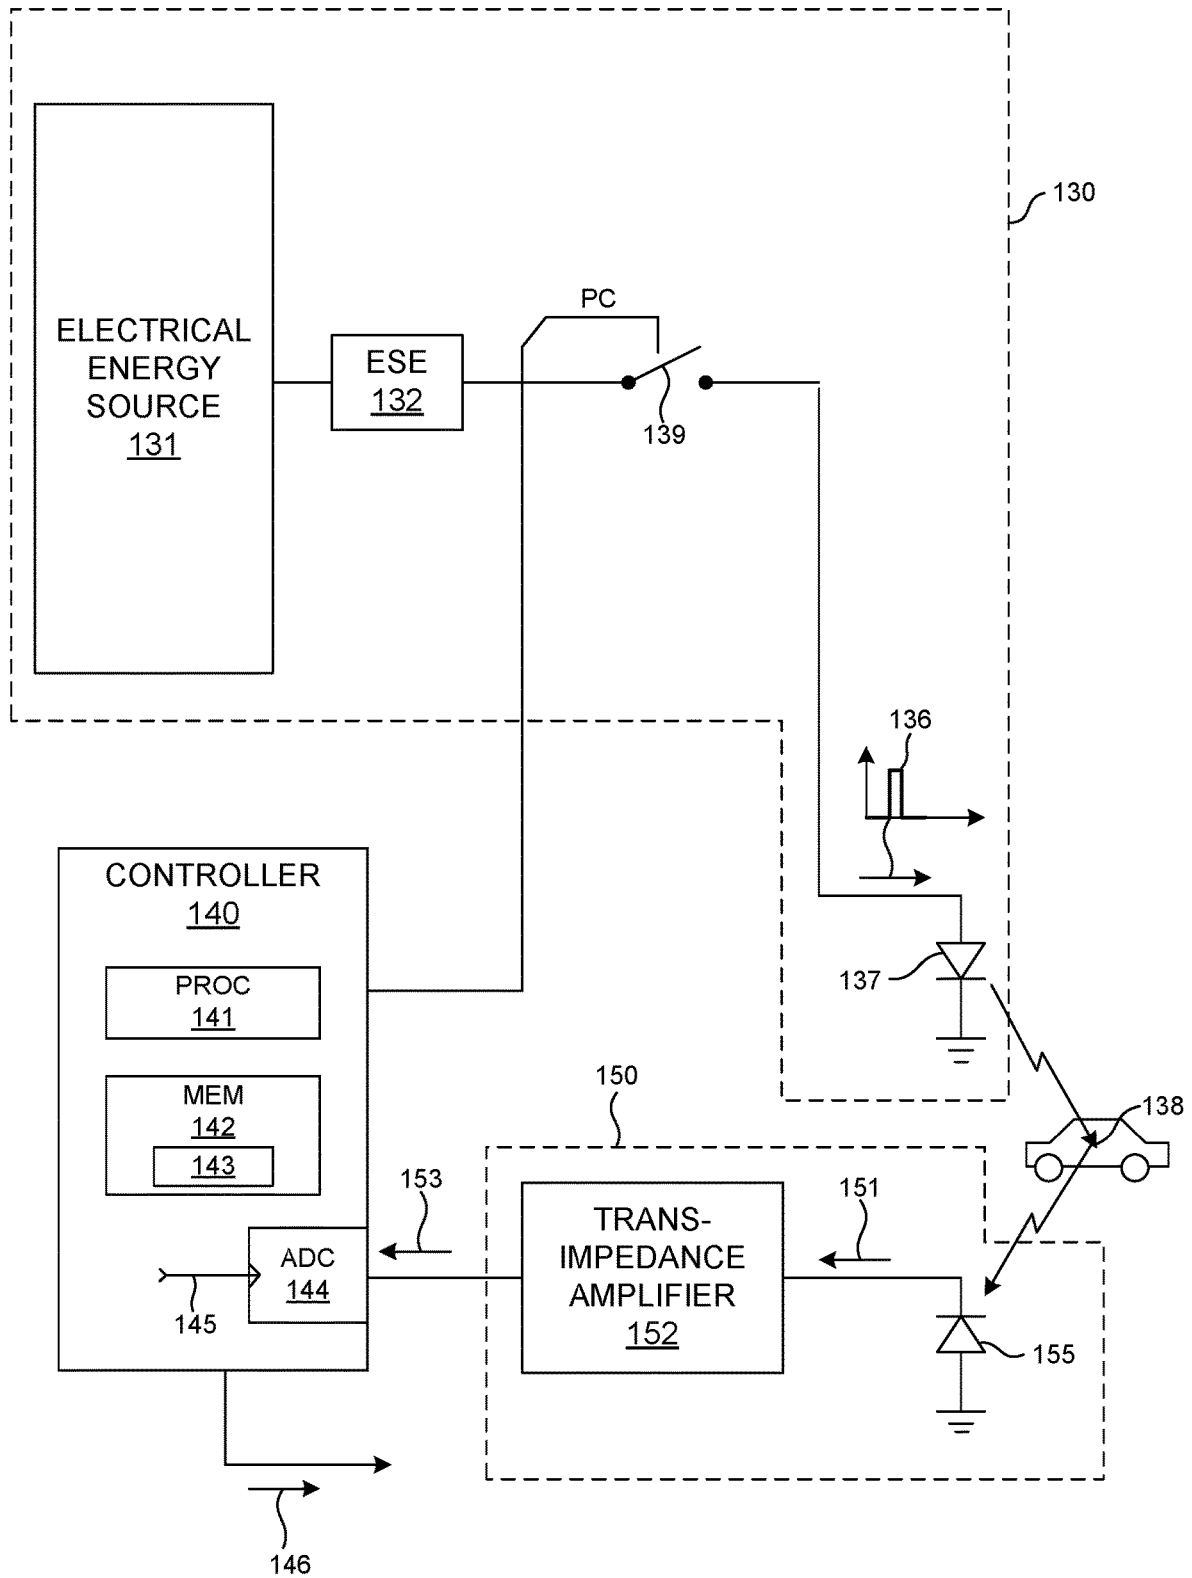 130
PC
ELECTRICAL
ENERGY
SOURCE
131
ESE
132
139
136
CONTROLLER
140
137
PROC
141
150
MEM
142
143
138
153
151
TRANS-
IMPEDANCE
AMPLIFIER
152
ADC
144
145
155
146